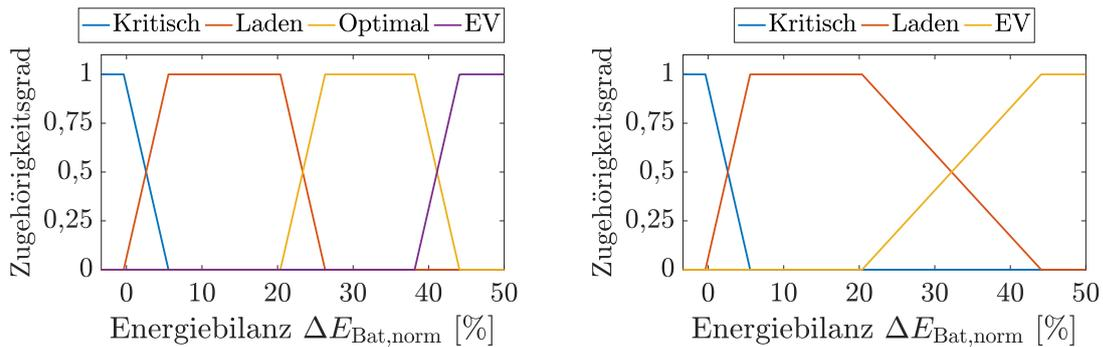 Kritisch Laden Optimal EV
Zugehörigkeitsgrad
1
0,75
0,5
0,25
0
0 10 20 30 40 50
Energiebilanz ΔE_Bat,norm [%]
Kritisch Laden EV
Zugehörigkeitsgrad
1
0,75
0,5
0,25
0
0 10 20 30 40 50
Energiebilanz ΔE_Bat,norm [%]